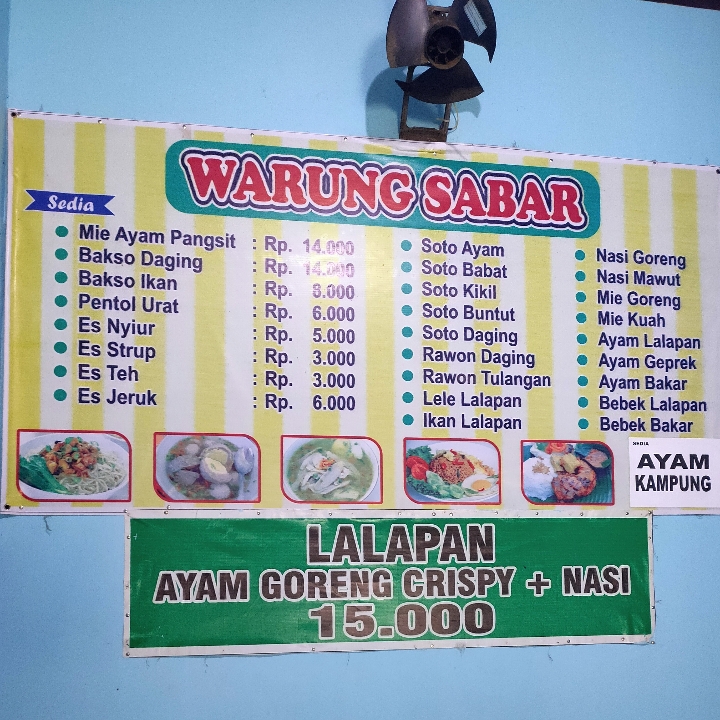 WARUNG SABAR
Sedia
Mie Ayam Pangsit : Rp. 14.000
Bakso Daging : Rp. 14.000
Bakso Ikan : Rp. 8.000
Pentol Urat : Rp. 6.000
Es Nyiur : Rp. 5.000
Es Strup : Rp. 3.000
Es Teh : Rp. 3.000
Es Jeruk : Rp. 6.000
Soto Ayam
Soto Babat
Soto Kikil
Soto Buntut
Soto Daging
Rawon Daging
Rawon Tulangan
Lele Lalapan
Ikan Lalapan
Nasi Goreng
Nasi Mawut
Mie Goreng
Mie Kuah
Ayam Lalapan
Ayam Geprek
Ayam Bakar
Bebek Lalapan
Bebek Bakar
SEDIA
AYAM
KAMPUNG
LALAPAN
AYAM GORENG CRISPY + NASI
15.000